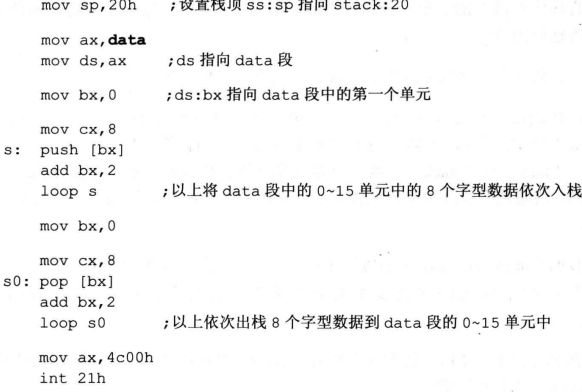 mov sp,20h ;设置栈顶 ss:sp 指向 stack:20
mov ax,data
mov ds,ax ;ds 指向 data 段
mov bx,0 ;ds:bx 指向 data 段中的第一个单元
mov cx,8
s: push [bx]
add bx,2
loop s ;以上将 data 段中的 0~15 单元中的 8 个字型数据依次入栈
mov bx,0
mov cx,8
s0: pop [bx]
add bx,2
loop s0 ;以上依次出栈 8 个字型数据到 data 段的 0~15 单元中
mov ax,4c00h
int 21h